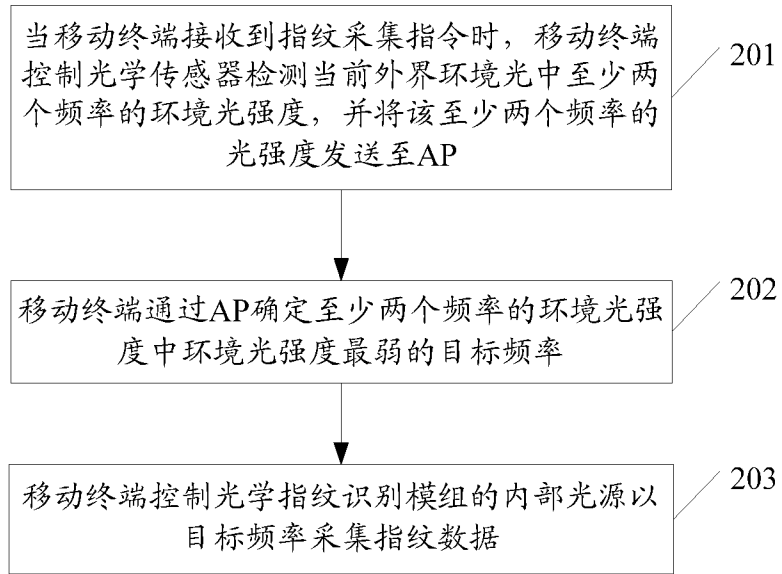 当移动终端接收到指纹采集指令时，移动终端
控制光学传感器检测当前外界环境光中至少两
个频率的环境光强度，并将该至少两个频率的
光强度发送至AP
201
移动终端通过AP确定至少两个频率的环境光强
度中环境光强度最弱的目标频率
202
移动终端控制光学指纹识别模组的内部光源以
目标频率采集指纹数据
203